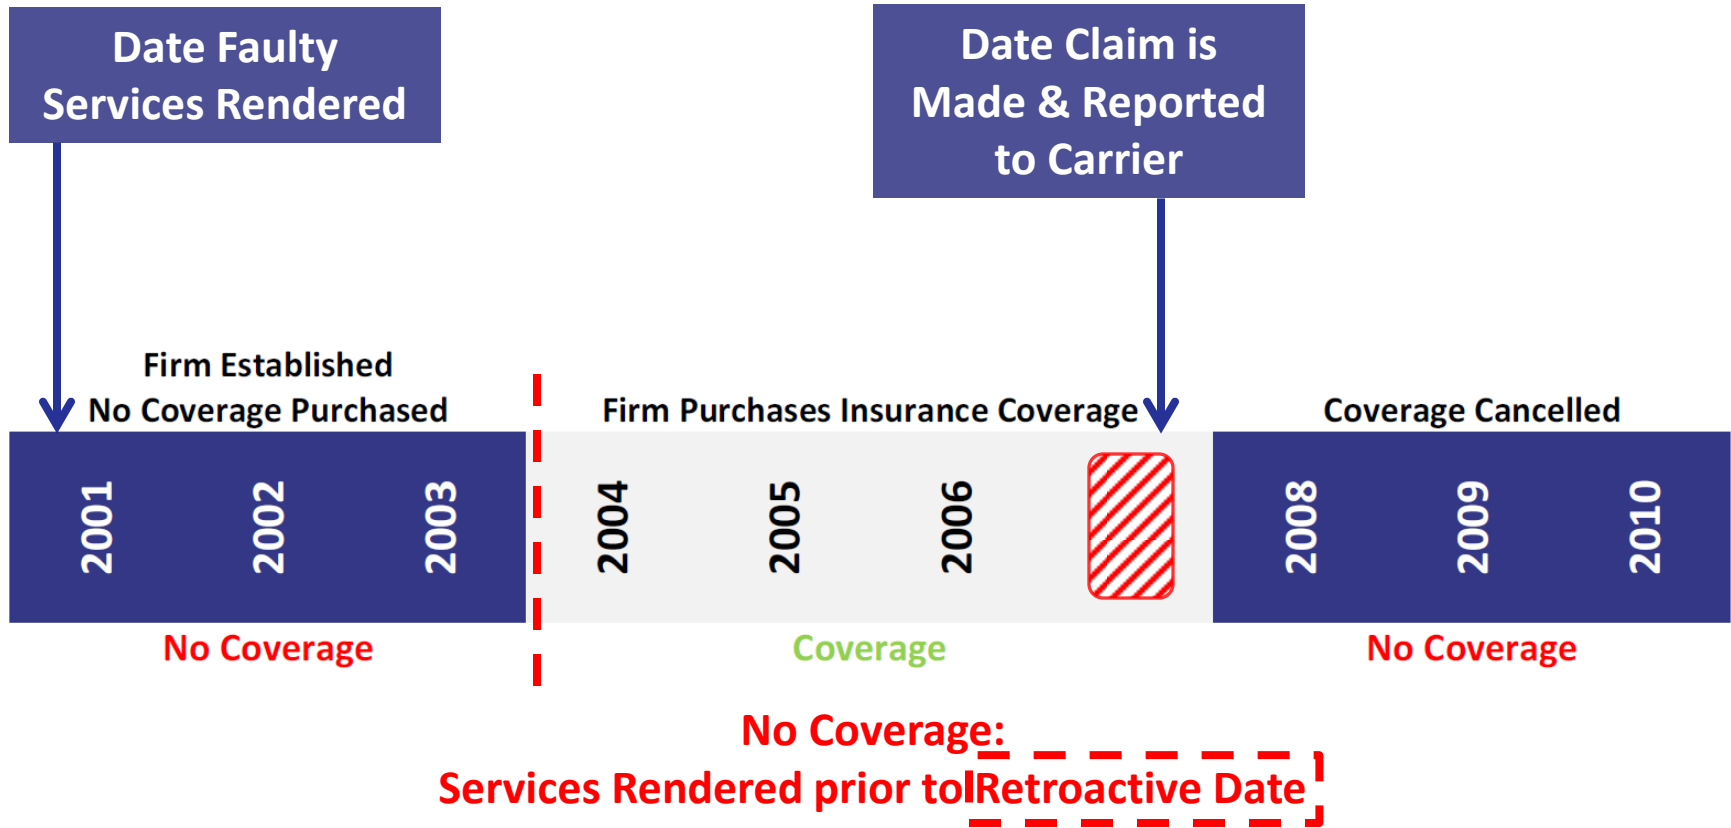 Date Faulty
Services Rendered
Date Claim is
Made & Reported
to Carrier
Firm Established
No Coverage Purchased
Firm Purchases Insurance Coverage
Coverage Cancelled
2001
2002
2003
2004
2005
2006
2008
2009
2010
No Coverage
Coverage
No Coverage
No Coverage:
Services Rendered prior to Retroactive Date